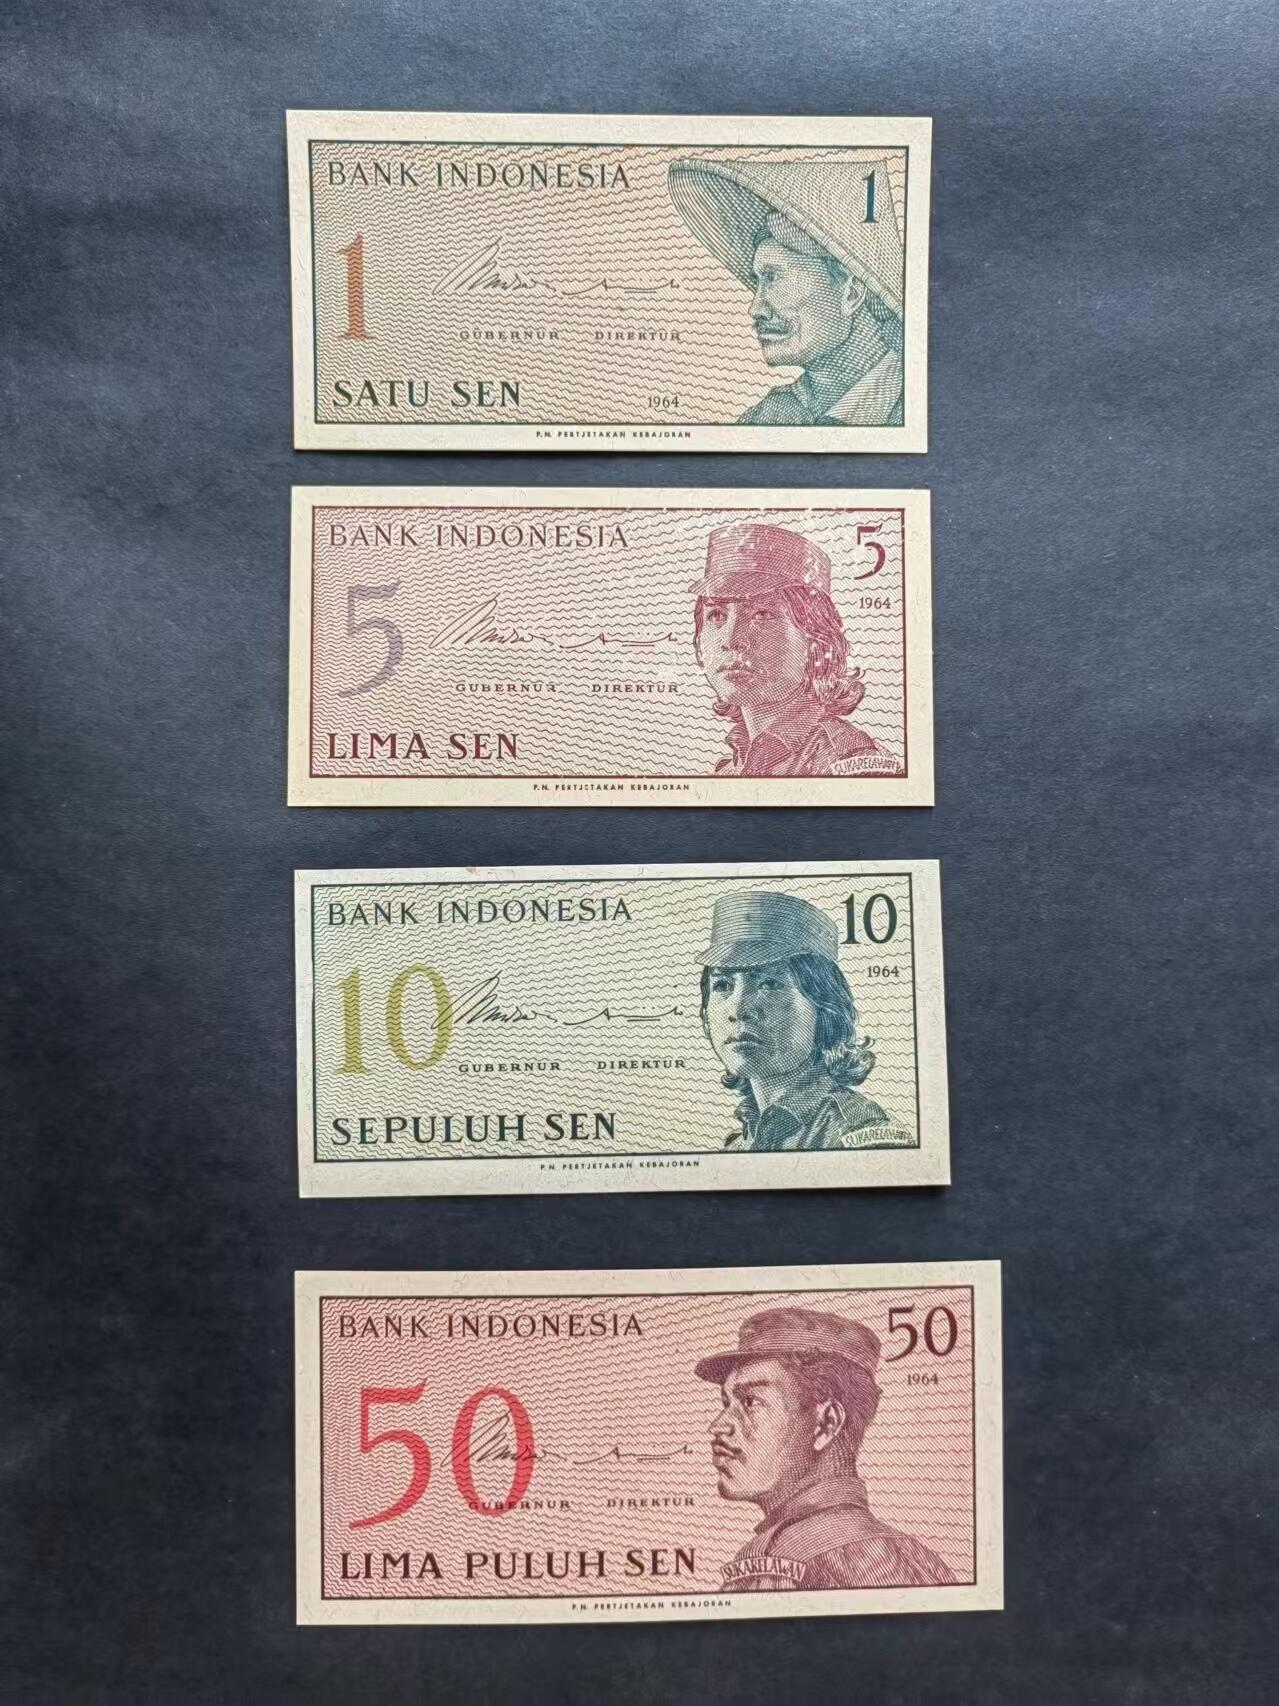 BANK INDONESIA
1
1
GUBERNUR DIREKTUR
SATU SEN
1964
P.N. PERTJETAKAN KEBAJORAN
BANK INDONESIA
5
1964
5
GUBERNUR DIREKTUR
LIMA SEN
SUKARELAWATI
P.N. PERTJETAKAN KEBAJORAN
BANK INDONESIA
10
1964
10
GUBERNUR DIREKTUR
SEPULUH SEN
SUKARELAWATI
P.N. PERTJETAKAN KEBAJORAN
BANK INDONESIA
50
1964
50
GUBERNUR DIREKTUR
LIMA PULUH SEN
SUKARELAWAN
P.N. PERTJETAKAN KEBAJORAN